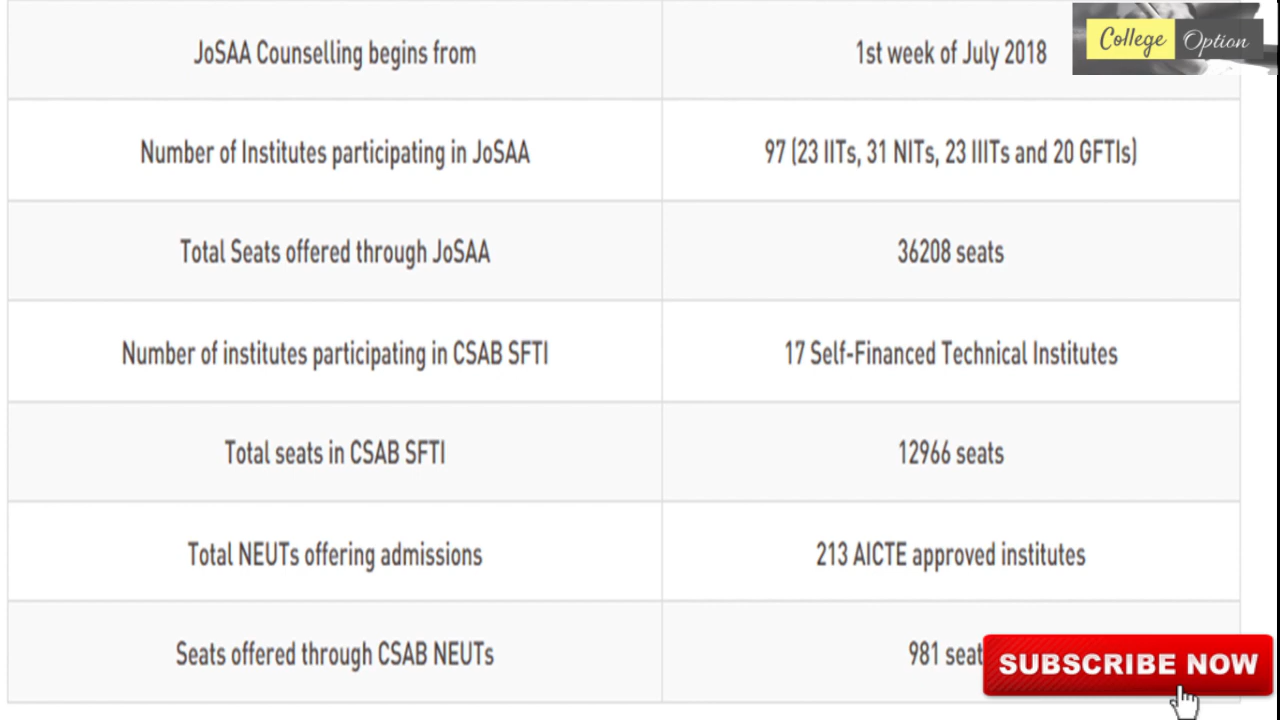 College Option
JoSAA Counselling begins from 1st week of July 2018
Number of Institutes participating in JoSAA 97 (23 IITs, 31 NITs, 23 IIITs and 20 GFTIs)
Total Seats offered through JoSAA 36208 seats
Number of institutes participating in CSAB SFTI 17 Self-Financed Technical Institutes
Total seats in CSAB SFTI 12966 seats
Total NEUTs offering admissions 213 AICTE approved institutes
Seats offered through CSAB NEUTs 981 seat
SUBSCRIBE NOW